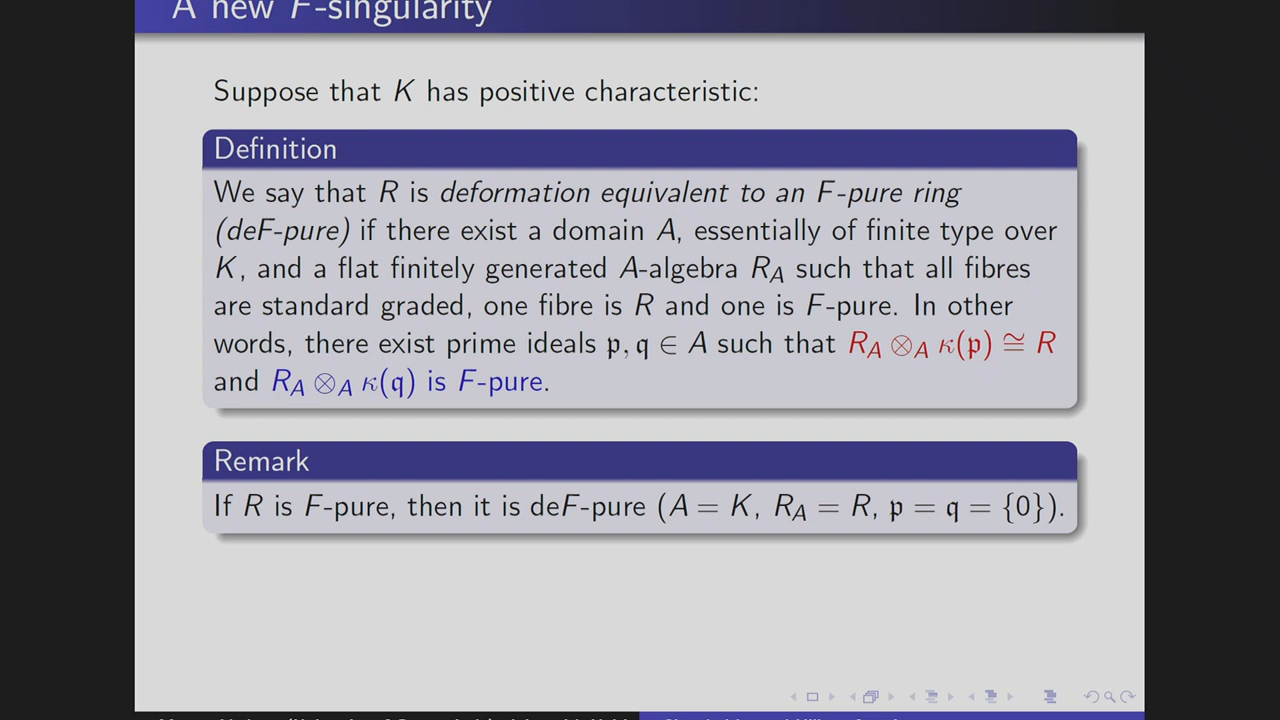 A new F-singularity
Suppose that K has positive characteristic:
Definition
We say that R is deformation equivalent to an F-pure ring
(deF-pure) if there exist a domain A, essentially of finite type over
K, and a flat finitely generated A-algebra R_A such that all fibres
are standard graded, one fibre is R and one is F-pure. In other
words, there exist prime ideals 𝔭, 𝔮 ∈ A such that R_A ⊗_A κ(𝔭) ≅ R
and R_A ⊗_A κ(𝔮) is F-pure.
Remark
If R is F-pure, then it is deF-pure (A = K, R_A = R, 𝔭 = 𝔮 = {0}).